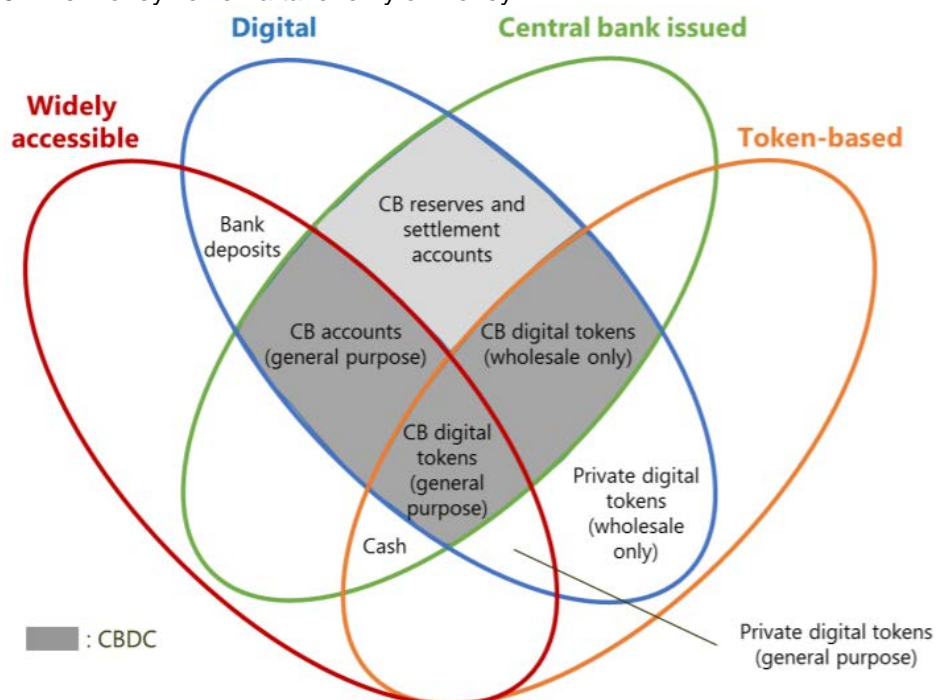 Digital
Central bank issued
Widely
accessible
Token-based
CB reserves and
settlement
accounts
Bank
deposits
CB accounts
(general purpose)
CB digital tokens
(wholesale only)
CB digital
tokens
(general
purpose)
Private digital
tokens
(wholesale
only)
Cash
: CBDC
Private digital tokens
(general purpose)